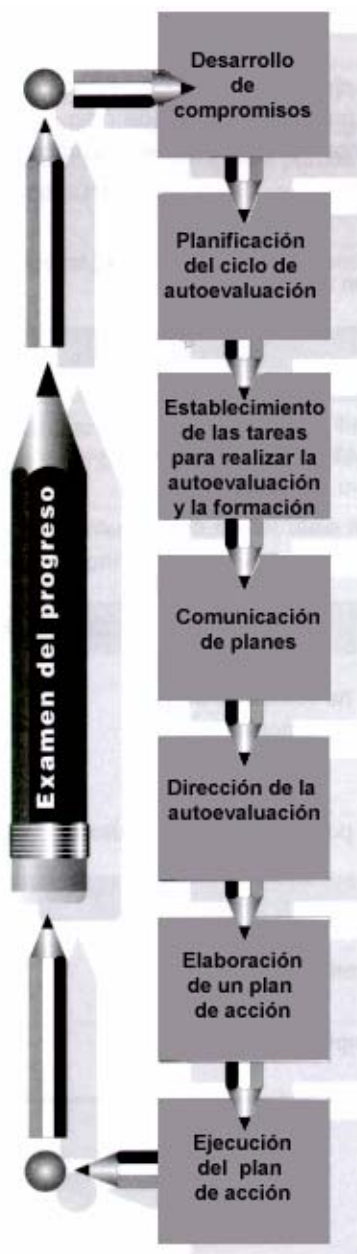 Desarrollo
de
compromisos
Planificación
del ciclo de
autoevaluación
Establecimiento
de las tareas
para realizar la
autoevaluación
y la formación
Comunicación
de planes
Dirección de la
autoevaluación
Elaboración
de un plan
de acción
Ejecución
del plan
de acción
Examen del progreso